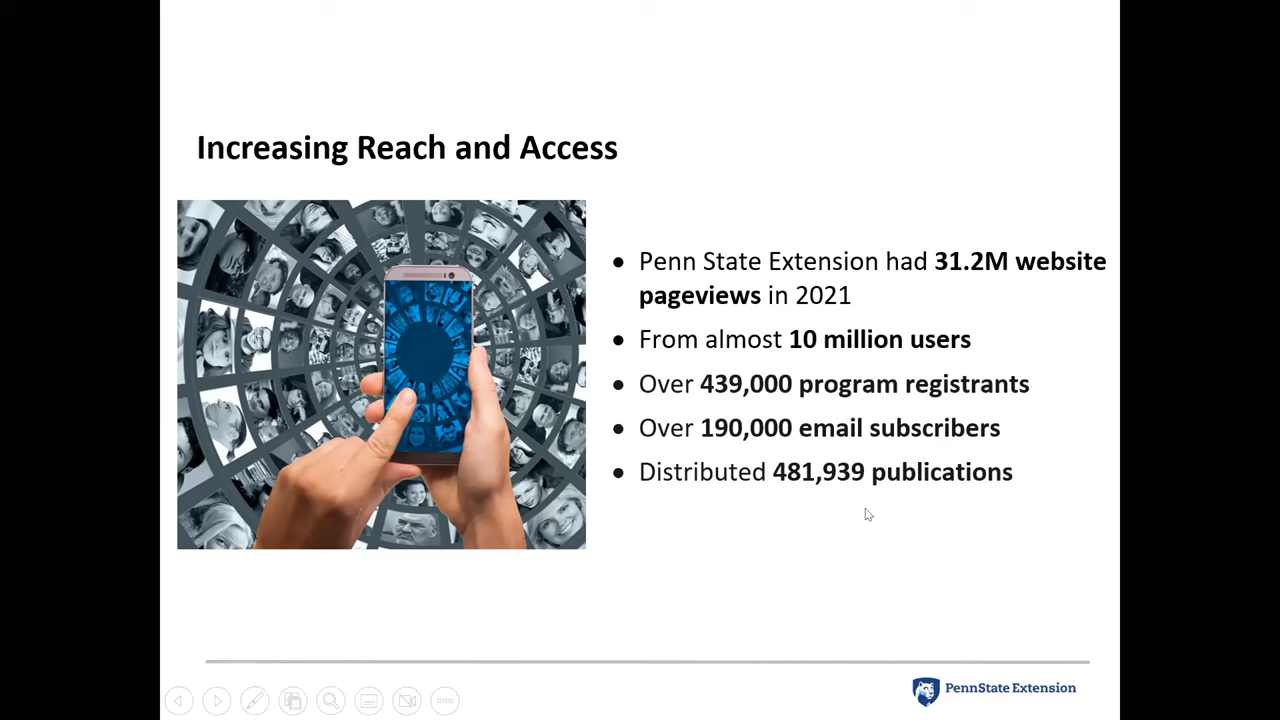 Increasing Reach and Access
• Penn State Extension had 31.2M website
pageviews in 2021
• From almost 10 million users
• Over 439,000 program registrants
• Over 190,000 email subscribers
• Distributed 481,939 publications
PennState Extension